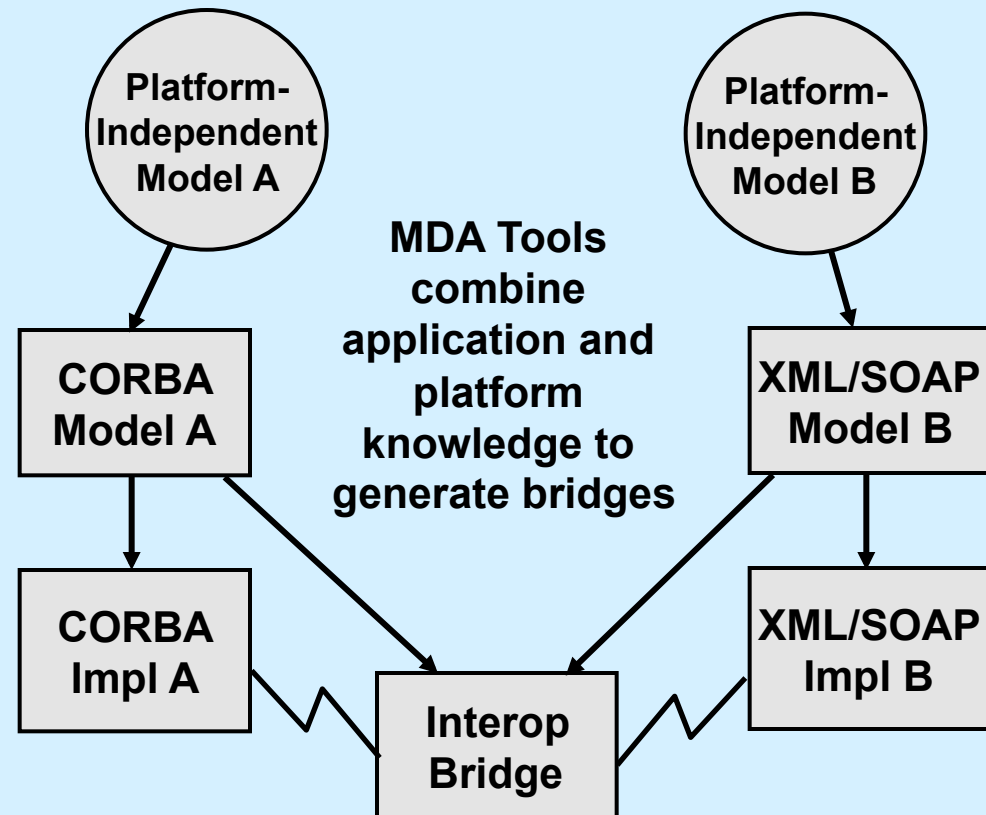 Platform-
Independent
Model A
Platform-
Independent
Model B
MDA Tools
combine
application and
platform
knowledge to
generate bridges
CORBA
Model A
XML/SOAP
Model B
CORBA
Impl A
XML/SOAP
Impl B
Interop
Bridge